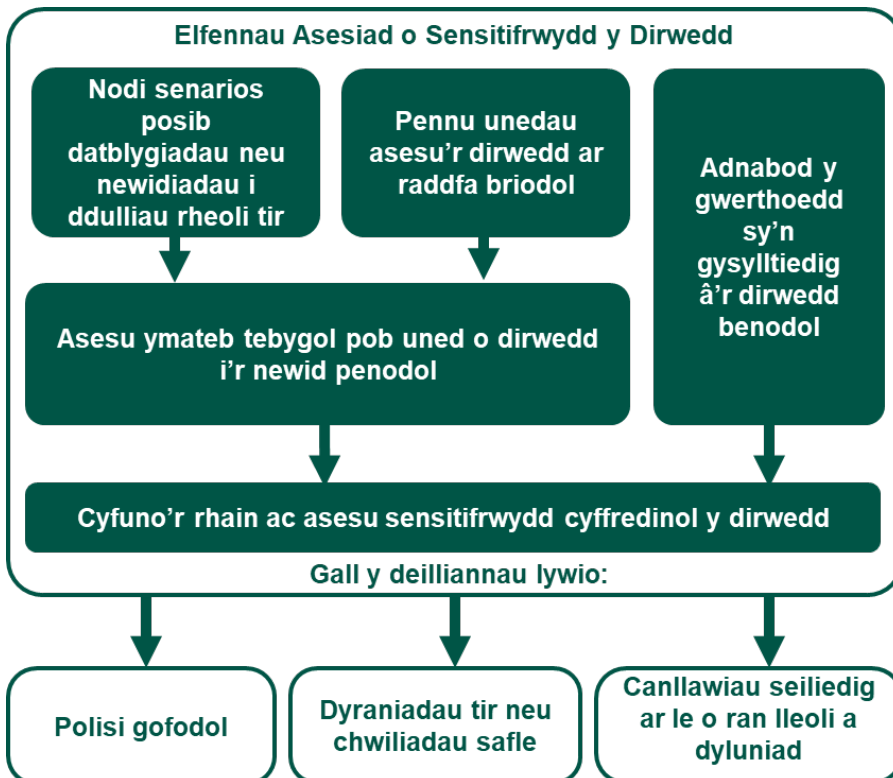 Elfennau Asesiad o Sensitifrwydd y Dirwedd
Nodi senarios
posib
datblygiadau neu
newidiadau i
ddulliau rheoli tir
Pennu unedau
asesu’r dirwedd ar
raddfa briodol
Adnabod y
gwerthoedd
sy’n
gysylltiedig
â’r dirwedd
benodol
Asesu ymateb tebygol pob uned o dirwedd
i’r newid penodol
Cyfuno’r rhain ac asesu sensitifrwydd cyffredinol y dirwedd
Gall y deilliannau lywio:
Polisi gofodol
Dyraniadau tir neu
chwiliadau safle
Canllawiau seiliedig
ar le o ran lleoli a
dyluniad